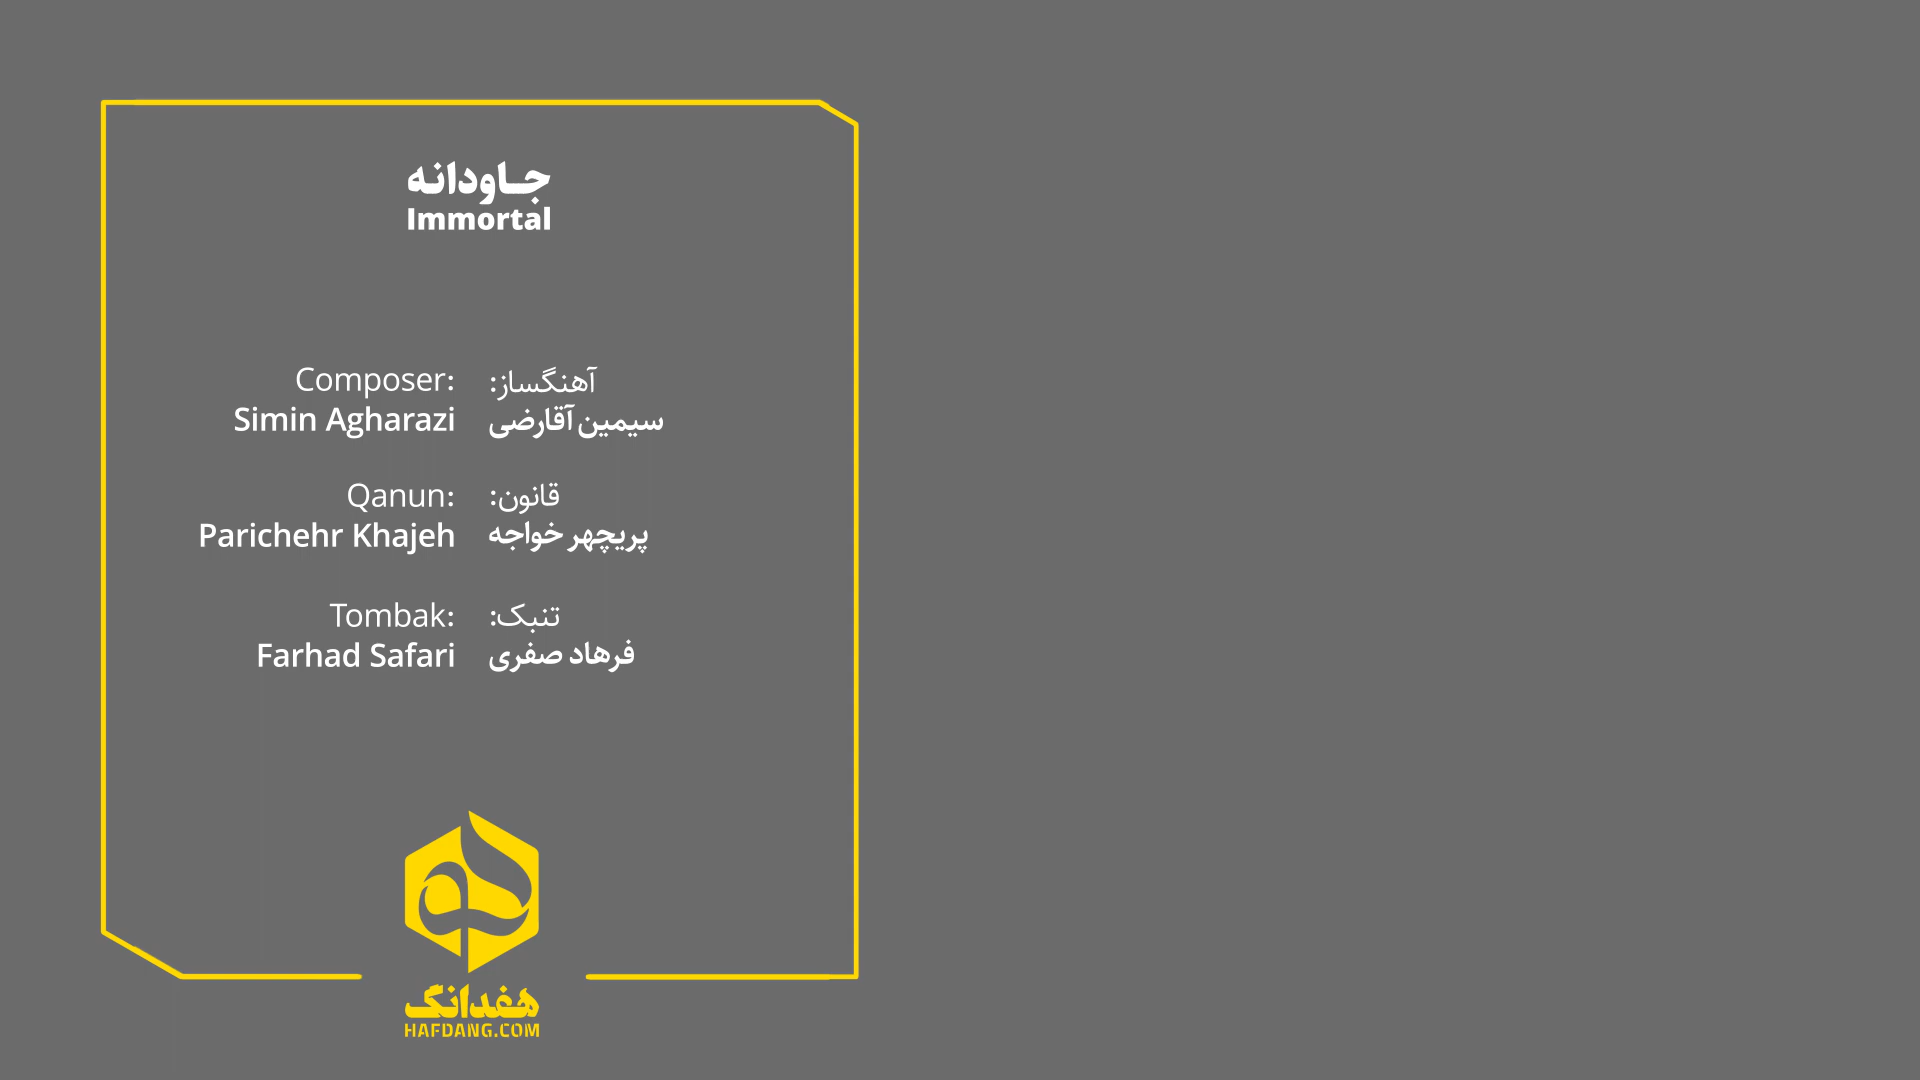 جاودانه
Immortal
Composer: آهنگساز:
Simin Agharazi سیمین آقارضی
Qanun: قانون:
Parichehr Khajeh پریچهر خواجه
Tombak: تنبک:
Farhad Safari فرهاد صفری
هفدانگ
HAFDANG.COM